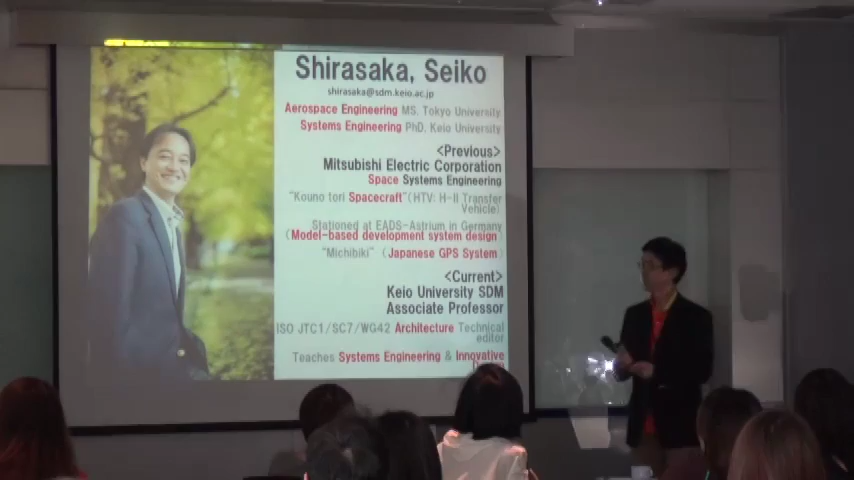 Shirasaka, Seiko
shirasaka@sdm.keio.ac.jp
Aerospace Engineering MS. Tokyo University
Systems Engineering PhD. Keio University
<Previous>
Mitsubishi Electric Corporation
Space Systems Engineering
"Kouno tori Spacecraft"(HTV: H-II Transfer
Vehicle)
Stationed at EADS-Astrium in Germany
(Model-based development system design)
"Michibiki" (Japanese GPS System)
<Current>
Keio University SDM
Associate Professor
ISO JTC1/SC7/WG42 Architecture Technical
editor
Teaches Systems Engineering & Innovative